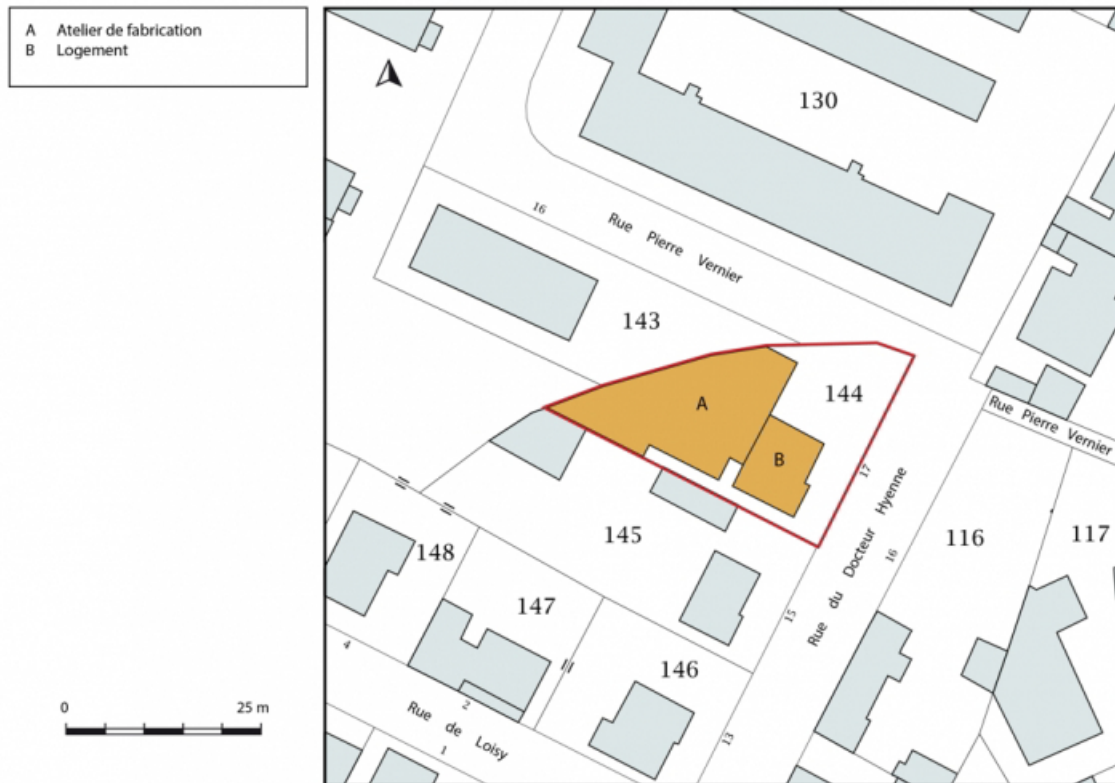 A Atelier de fabrication
B Logement
130
16
Rue Pierre Vernier
143
A
144
B
17
Rue Pierre Vernier
Rue du Docteur Hyenne
16
116
117
145
148
147
15
146
4
2
Rue de Loisy
1
13
0 25 m